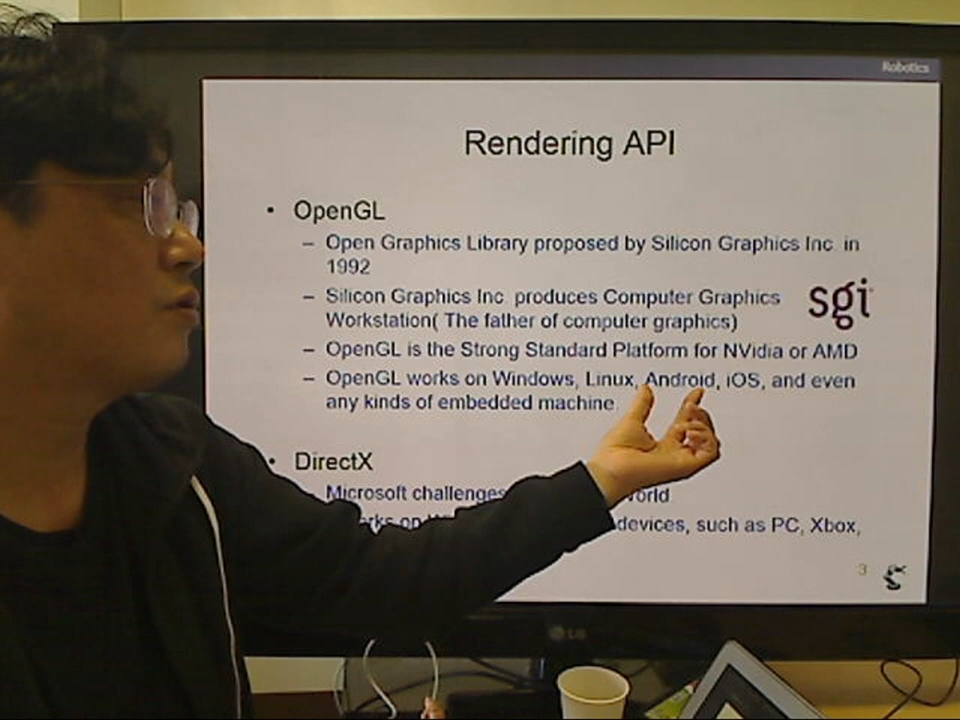 Robotics
Rendering API
• OpenGL
– Open Graphics Library proposed by Silicon Graphics Inc. in
1992
– Silicon Graphics Inc. produces Computer Graphics
Workstation( The father of computer graphics)
sgi
– OpenGL is the Strong Standard Platform for NVidia or AMD
– OpenGL works on Windows, Linux, Android, iOS, and even
any kinds of embedded machine.
• DirectX
Microsoft challenges
devices, such as PC, Xbox,
3
LG